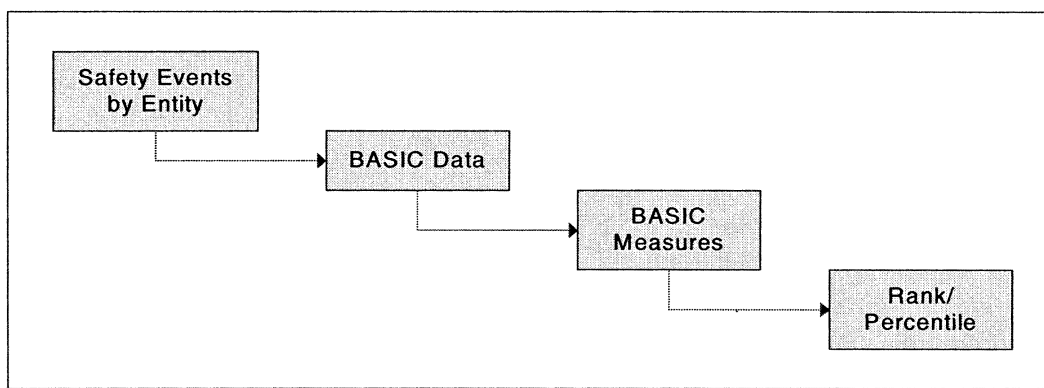 Safety Events
by Entity
BASIC Data
BASIC
Measures
Rank/
Percentile